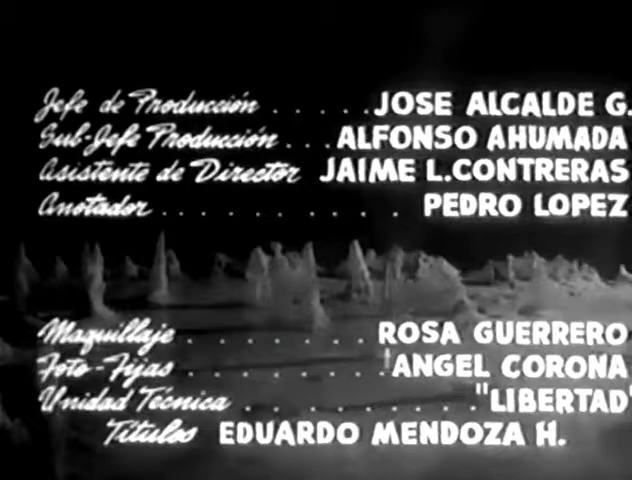 Jefe de Producción ...... JOSE ALCALDE G.
Sub-Jefe Producción ... ALFONSO AHUMADA
Asistente de Director JAIME L. CONTRERAS
Anotador .......... PEDRO LOPEZ
Maquillaje ........ ROSA GUERRERO
Foto-Fijas ......... ANGEL CORONA
Unidad Técnica .......... "LIBERTAD"
Títulos EDUARDO MENDOZA H.